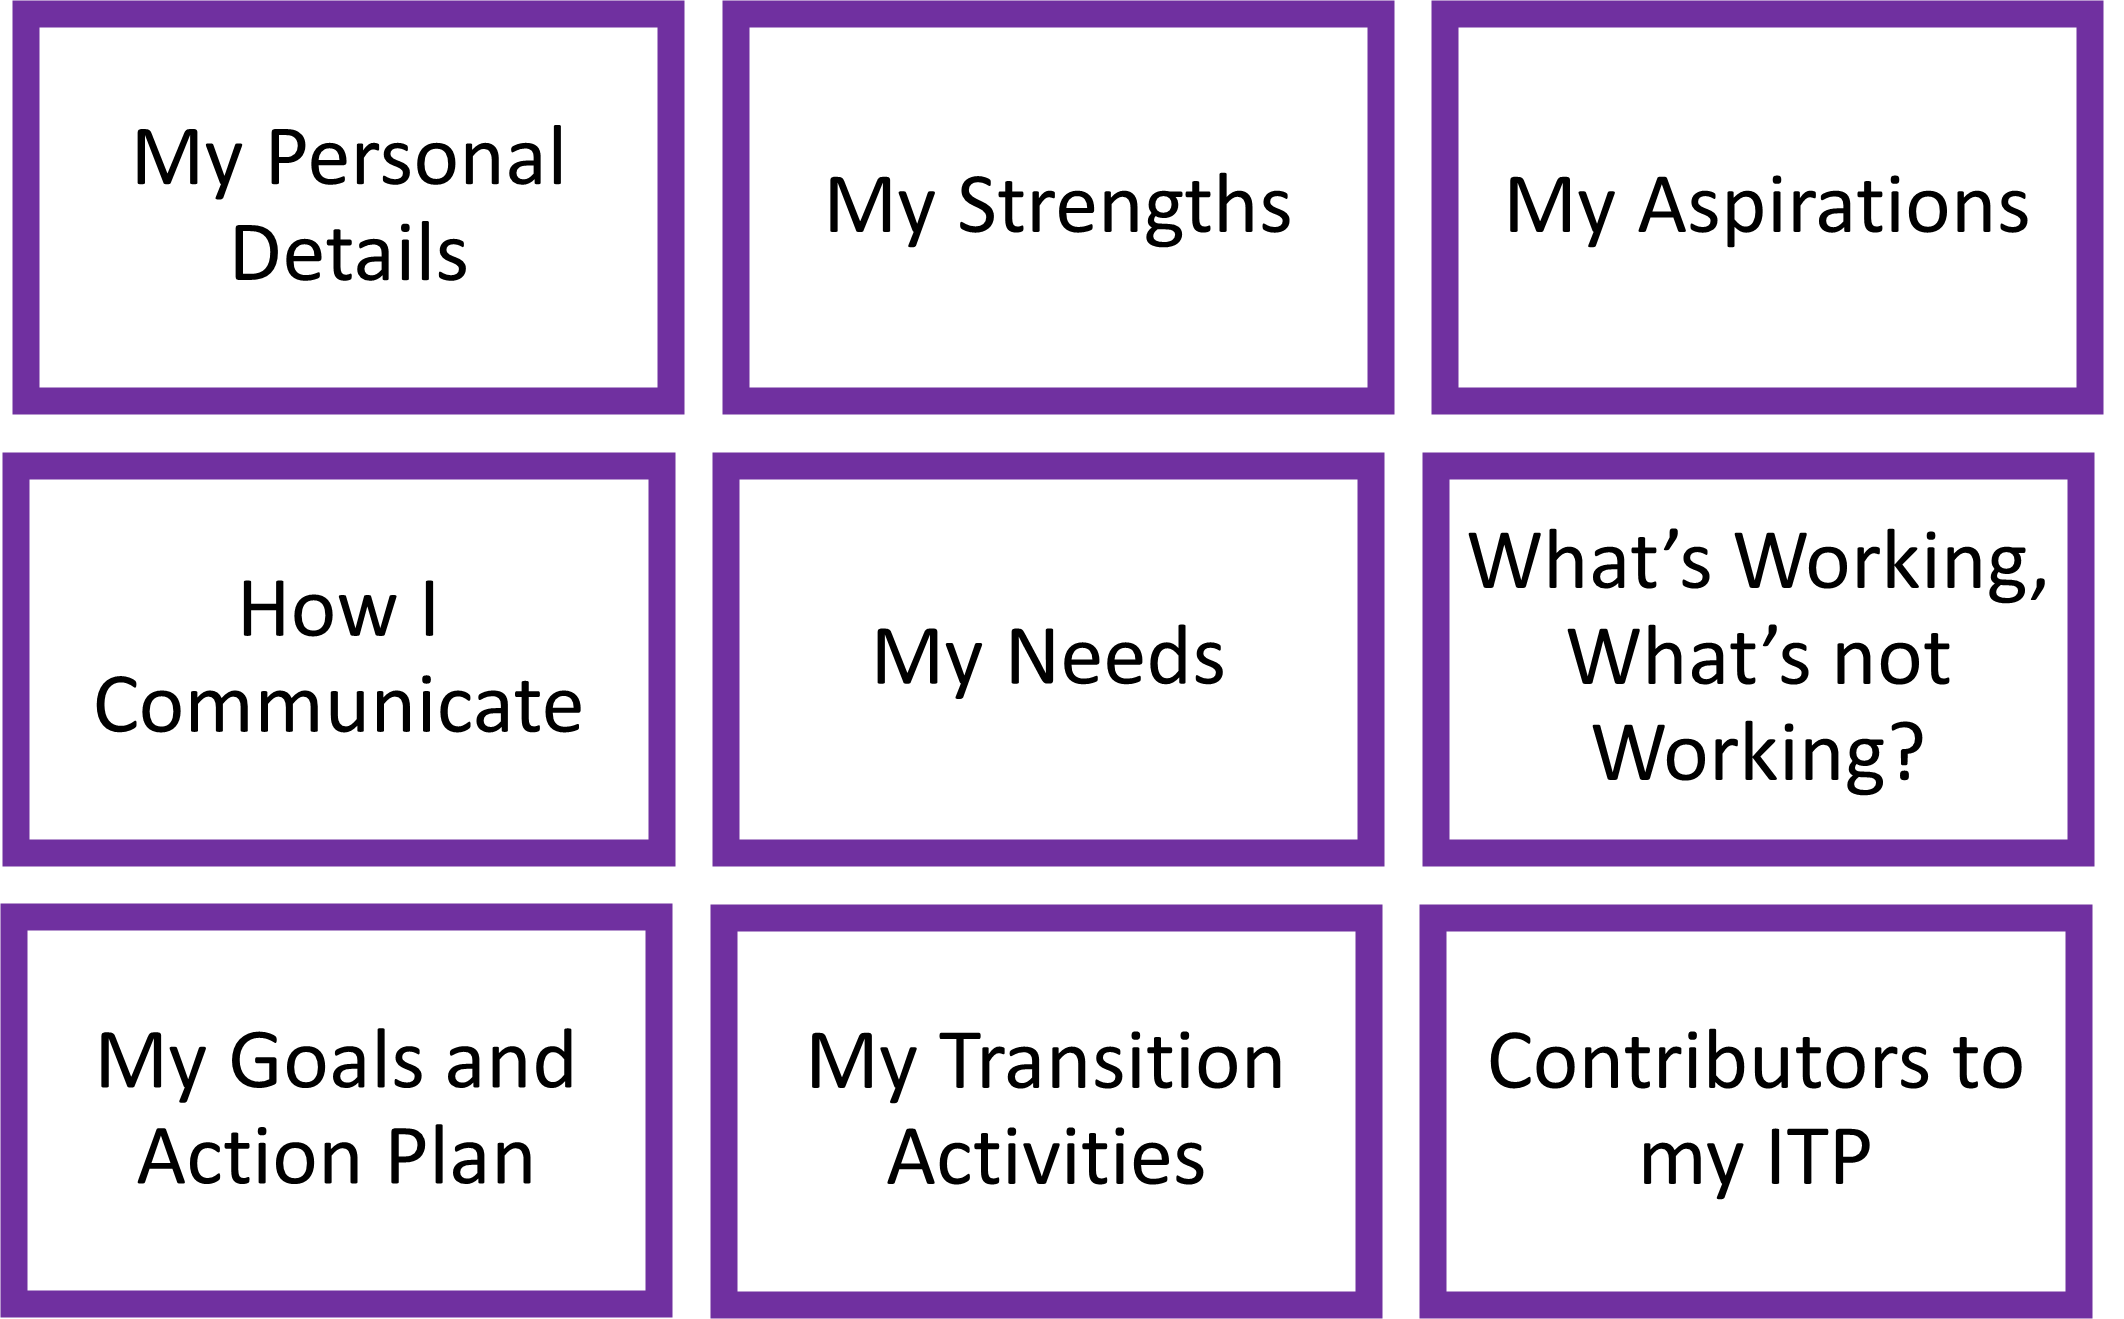 My Personal
Details
My Strengths
My Aspirations
How I
Communicate
My Needs
What’s Working,
What’s not
Working?
My Goals and
Action Plan
My Transition
Activities
Contributors to
my ITP